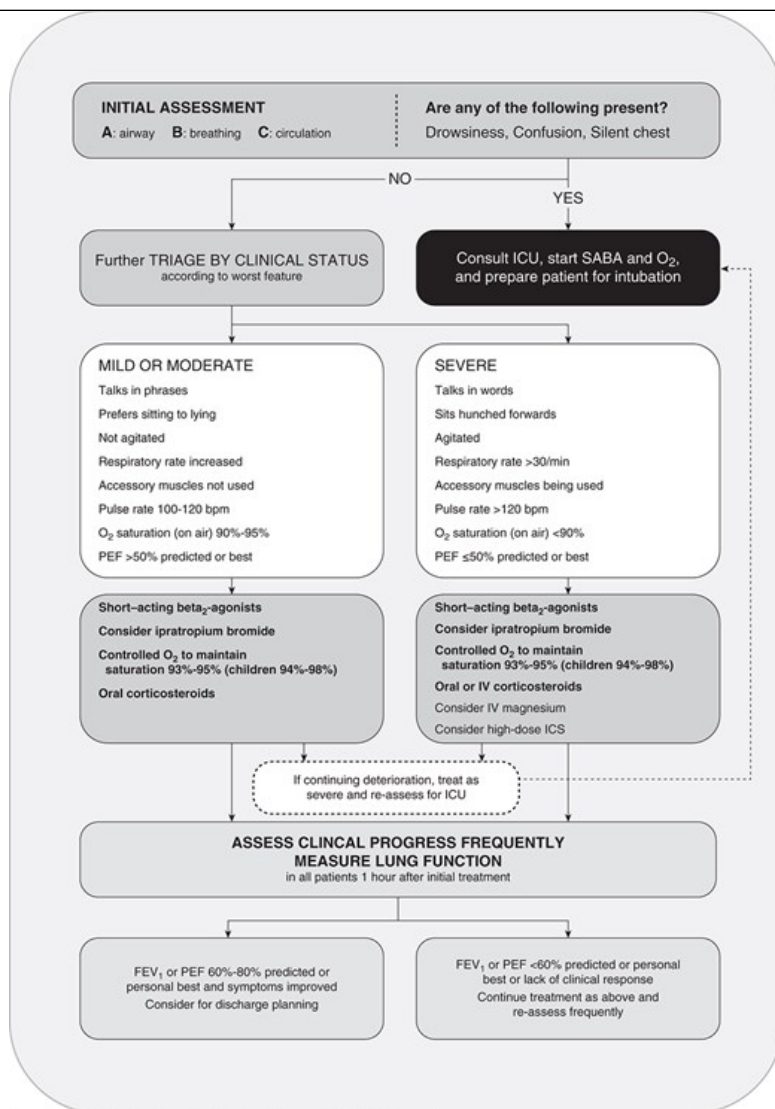 INITIAL ASSESSMENT
A: airway B: breathing C: circulation
Are any of the following present?
Drowsiness, Confusion, Silent chest
NO
YES
Further TRIAGE BY CLINICAL STATUS
according to worst feature
Consult ICU, start SABA and O₂,
and prepare patient for intubation
MILD OR MODERATE
Talks in phrases
Prefers sitting to lying
Not agitated
Respiratory rate increased
Accessory muscles not used
Pulse rate 100-120 bpm
O₂ saturation (on air) 90%-95%
PEF >50% predicted or best
SEVERE
Talks in words
Sits hunched forwards
Agitated
Respiratory rate >30/min
Accessory muscles being used
Pulse rate >120 bpm
O₂ saturation (on air) <90%
PEF ≤50% predicted or best
Short–acting beta₂-agonists
Consider ipratropium bromide
Controlled O₂ to maintain
saturation 93%-95% (children 94%-98%)
Oral corticosteroids
Short–acting beta₂-agonists
Consider ipratropium bromide
Controlled O₂ to maintain
saturation 93%-95% (children 94%-98%)
Oral or IV corticosteroids
Consider IV magnesium
Consider high-dose ICS
If continuing deterioration, treat as
severe and re-assess for ICU
ASSESS CLINCAL PROGRESS FREQUENTLY
MEASURE LUNG FUNCTION
in all patients 1 hour after initial treatment
FEV₁ or PEF 60%-80% predicted or
personal best and symptoms improved
Consider for discharge planning
FEV₁ or PEF <60% predicted or personal
best or lack of clinical response
Continue treatment as above and
re-assess frequently